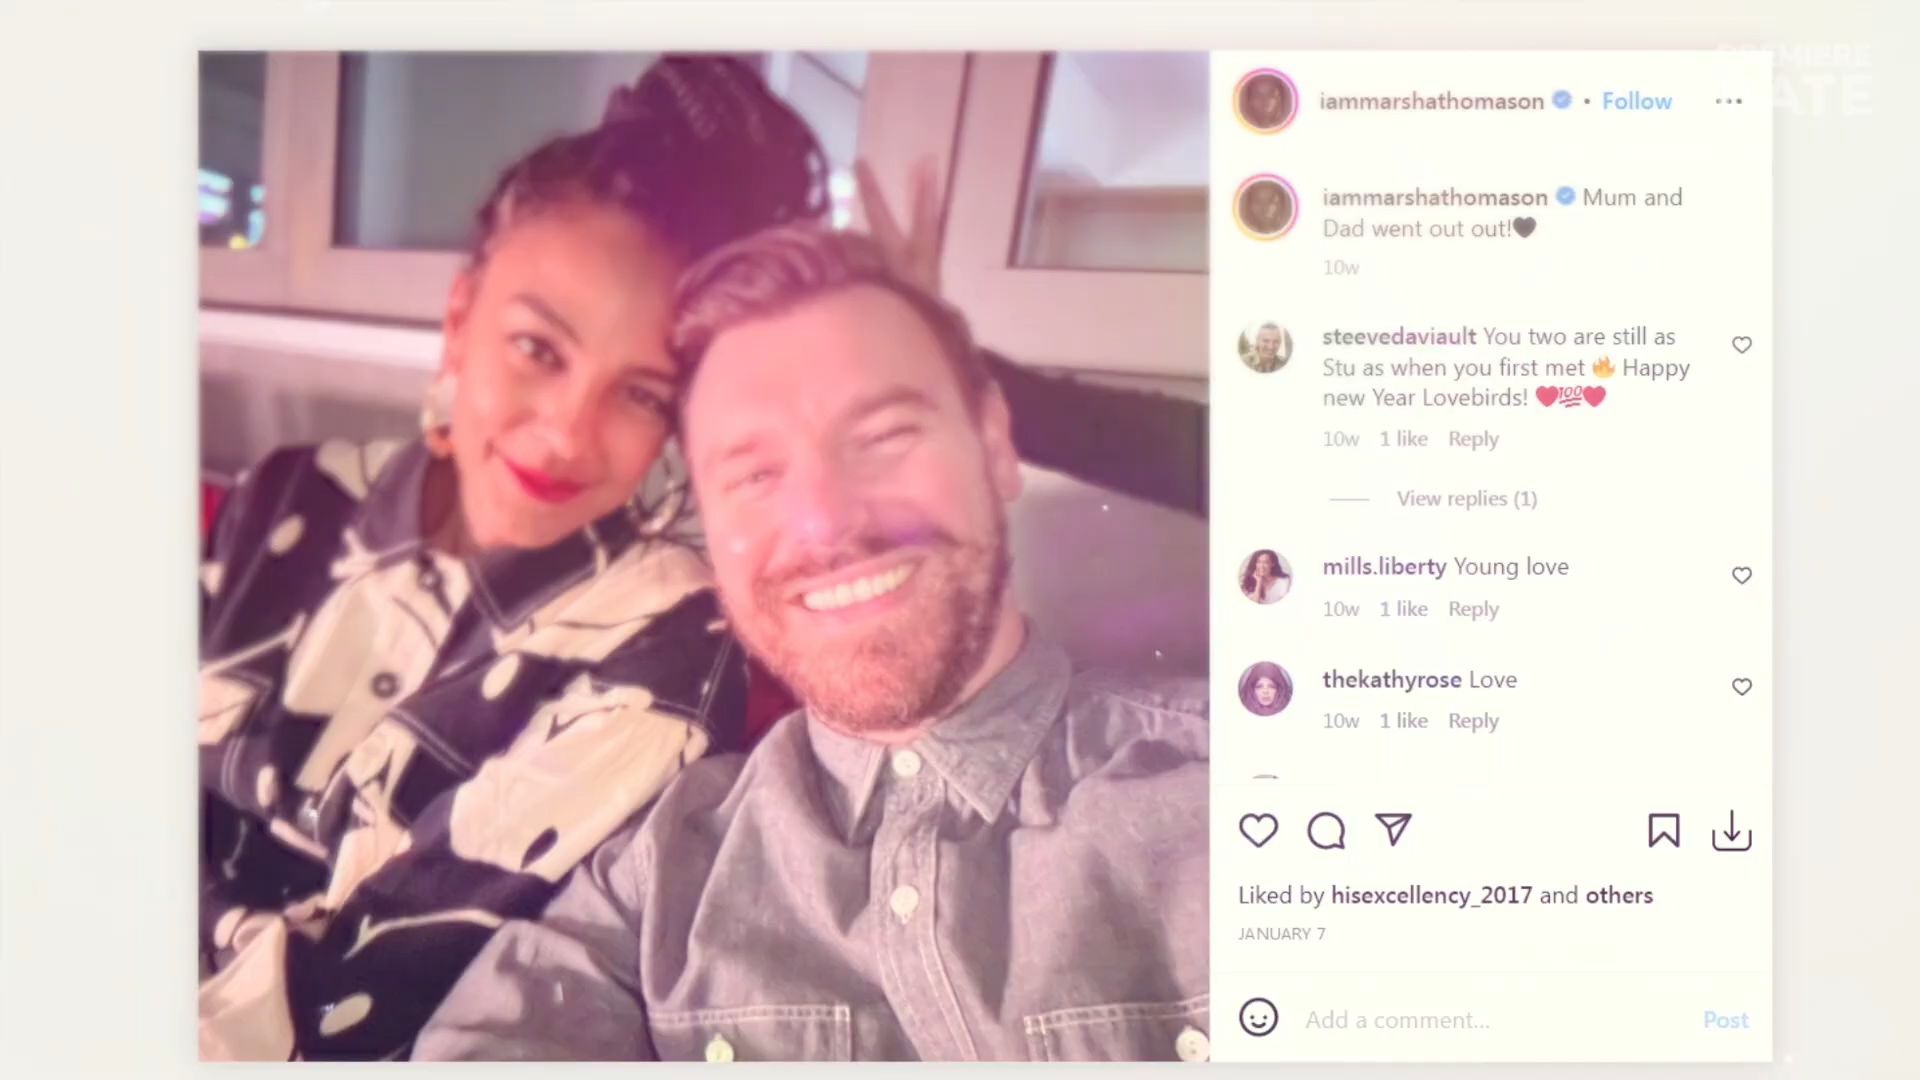 PREMIERE
DATE
iammarshathomason • Follow
iammarshathomason Mum and
Dad went out out!🖤
10w
steevedaviault You two are still as
Stu as when you first met 🔥 Happy
new Year Lovebirds! ❤️💯❤️
10w 1 like Reply
View replies (1)
mills.liberty Young love
10w 1 like Reply
thekathyrose Love
10w 1 like Reply
Liked by hisexcellency_2017 and others
JANUARY 7
Add a comment... Post